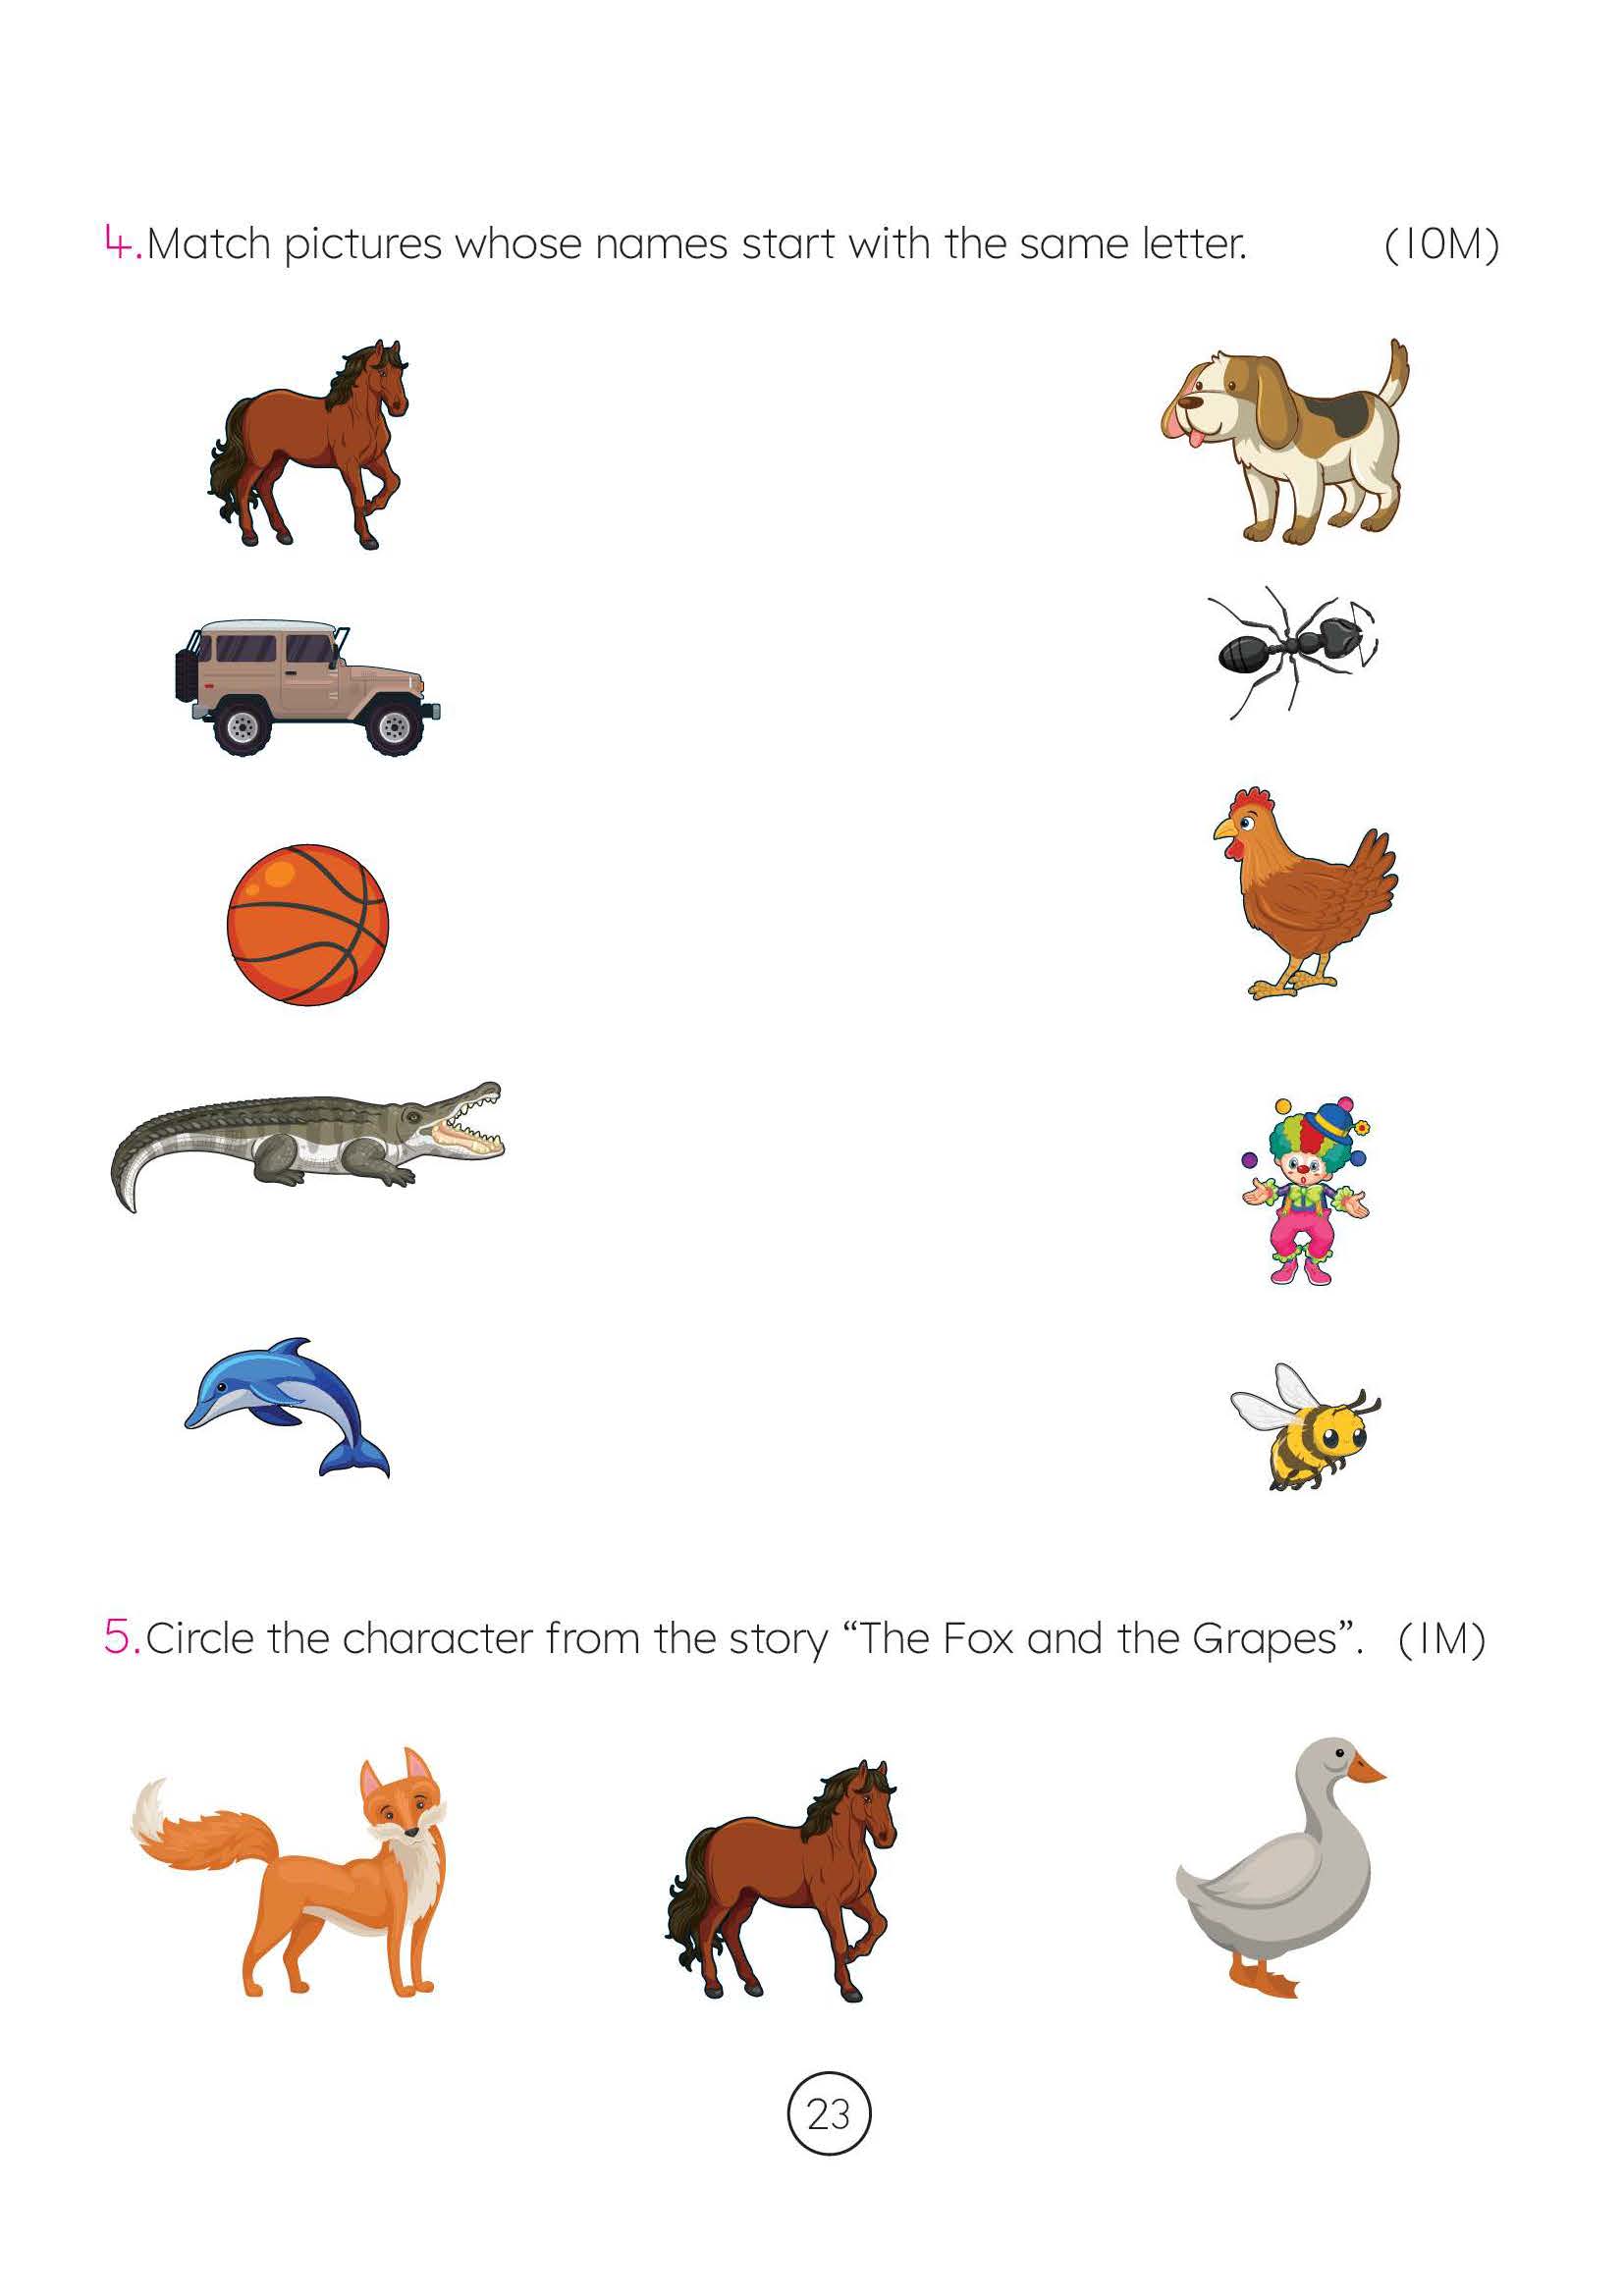 4.Match pictures whose names start with the same letter. (10M)
5.Circle the character from the story “The Fox and the Grapes”. (1M)
23